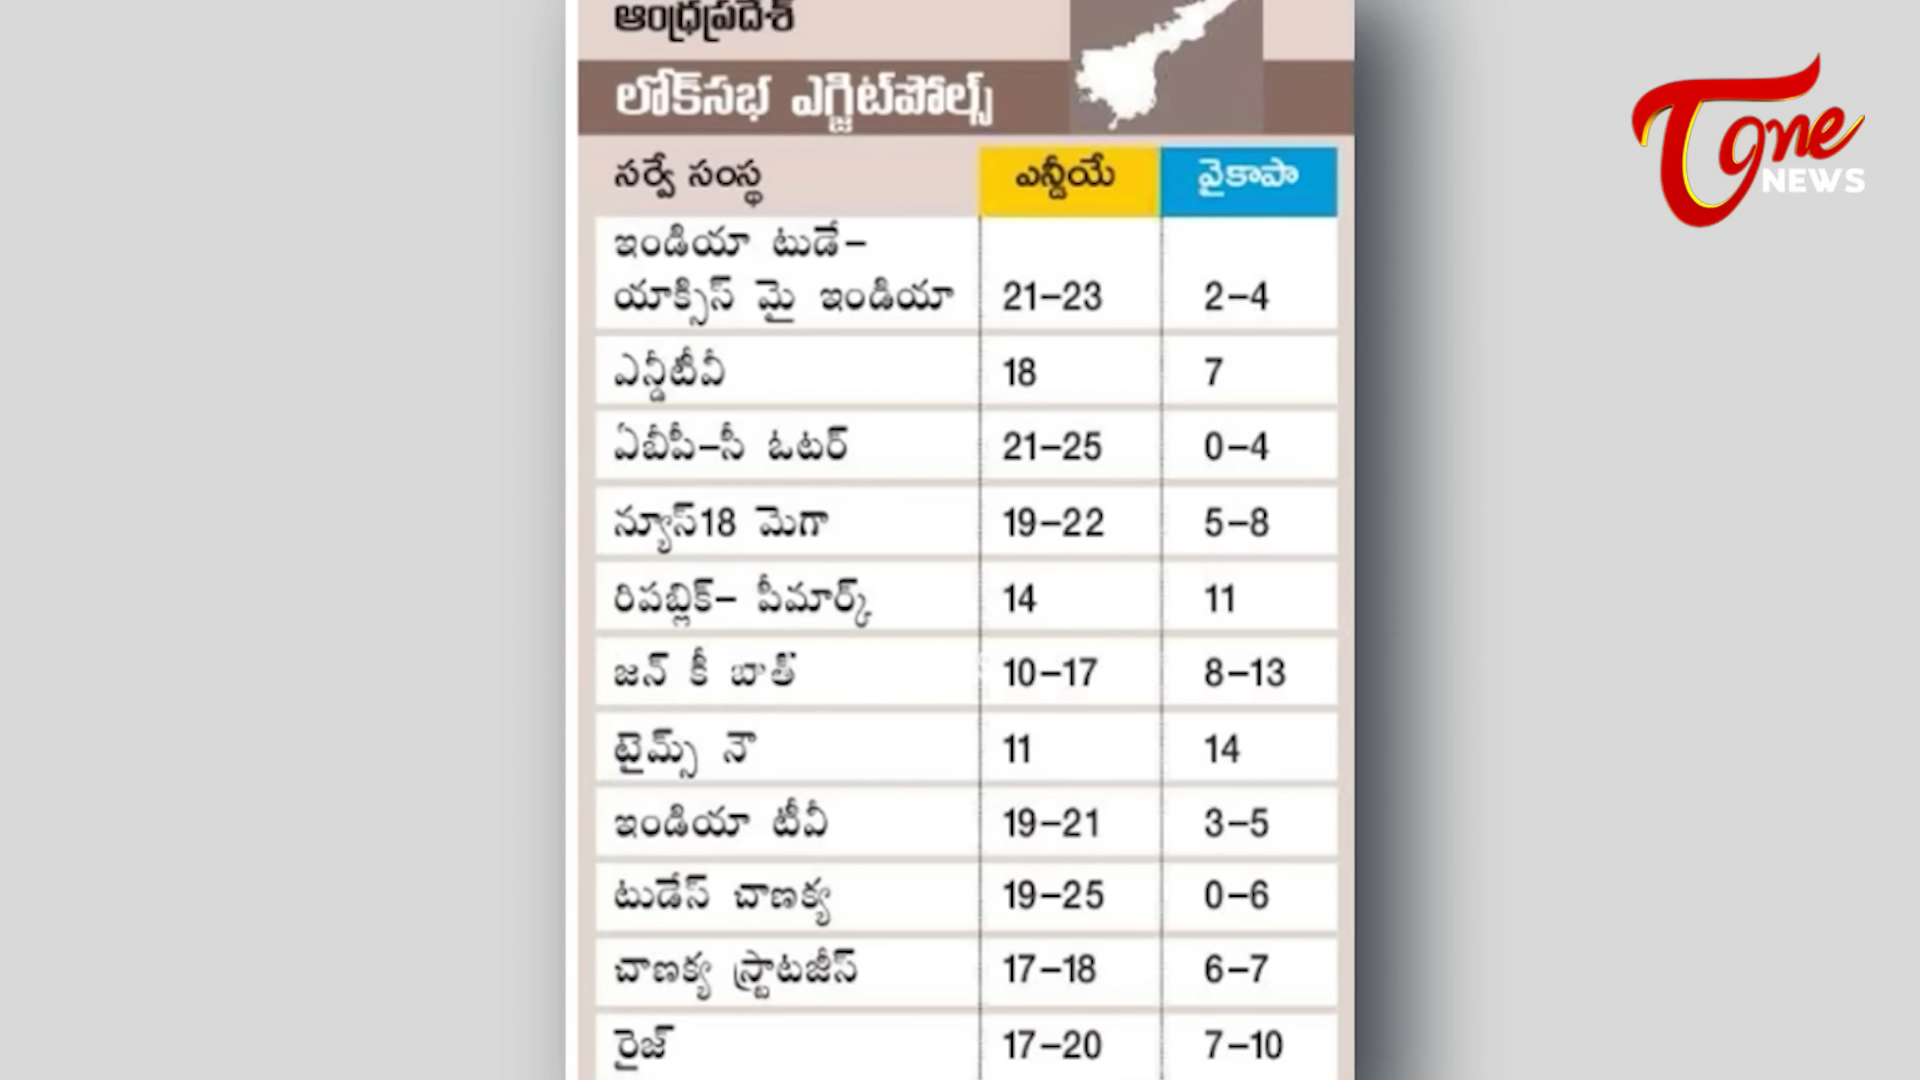 ఆంధ్రప్రదేశ్
లోక్‌సభ ఎగ్జిట్‌పోల్స్
సర్వే సంస్థ ఎన్డీయే వైకాపా
ఇండియా టుడే-
యాక్సిస్ మై ఇండియా 21-23 2-4
ఎన్డీటీవీ 18 7
ఏబీపీ-సీ ఓటర్ 21-25 0-4
న్యూస్18 మెగా 19-22 5-8
రిపబ్లిక్- పీమార్క్ 14 11
జన్ కీ బాత్ 10-17 8-13
టైమ్స్ నౌ 11 14
ఇండియా టీవీ 19-21 3-5
టుడేస్ చాణక్య 19-25 0-6
చాణక్య స్ట్రాటజీస్ 17-18 6-7
రైజ్ 17-20 7-10
Tone
NEWS